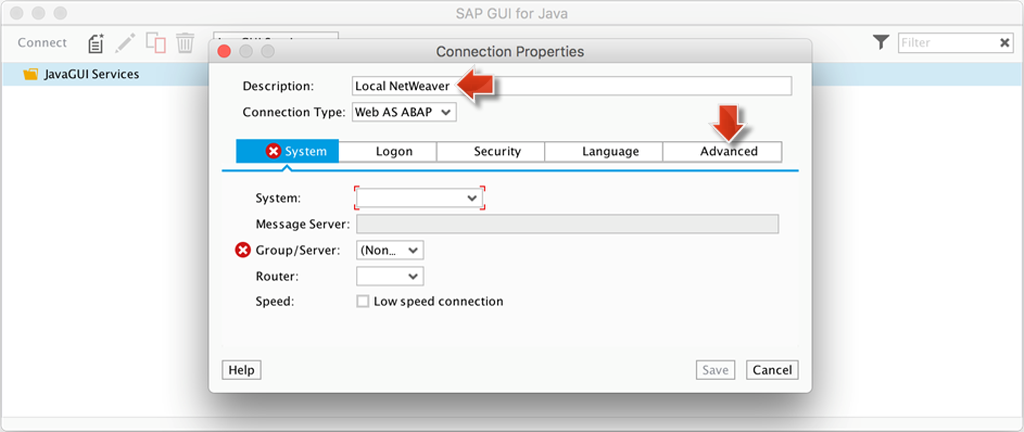 SAP GUI for Java
Connect
Filter
JavaGUI Services
Connection Properties
Description: Local NetWeaver
Connection Type: Web AS ABAP
System Logon Security Language Advanced
System:
Message Server:
Group/Server: (Non...
Router:
Speed: Low speed connection
Help Save Cancel